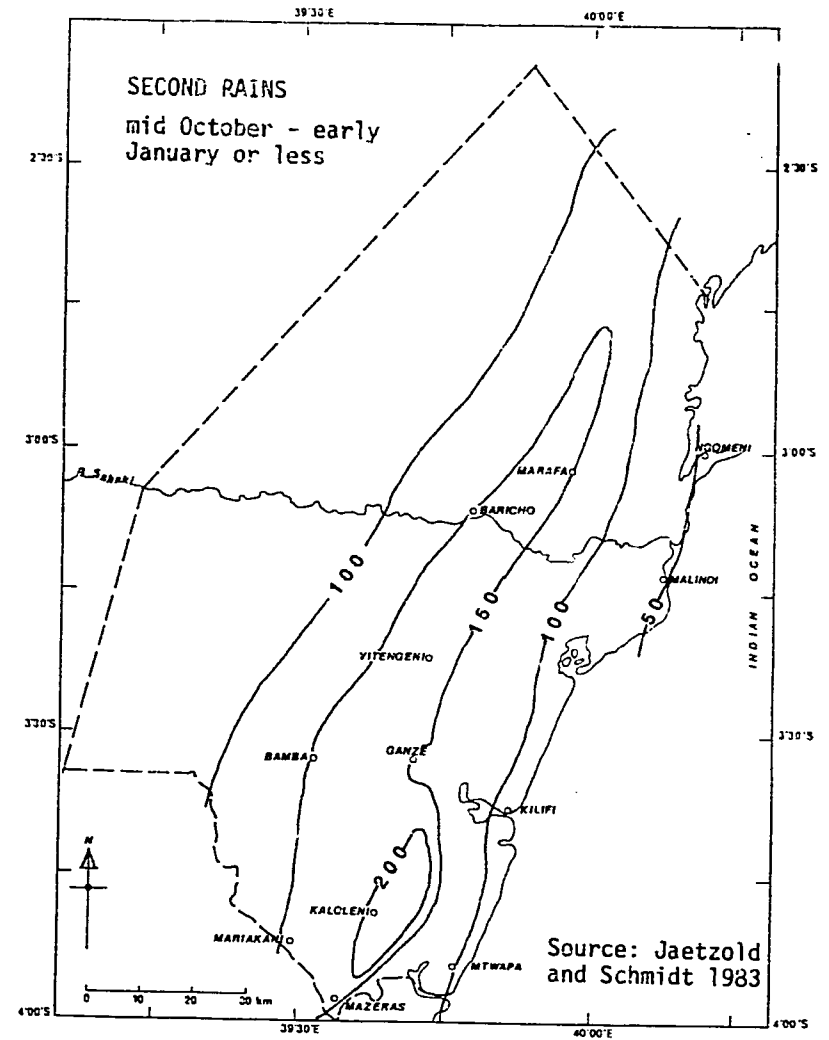 39°30'E
40°00'E
SECOND RAINS
mid October - early
January or less
2°30'S
2°30'S
3°00'S
3°00'S
R. Sabaki
NGOMENI
MARAFA
BARICHO
INDIAN OCEAN
100
MALINDI
150
100
50
VITENGENI
3°30'S
3°30'S
BAMBA
GANZE
KILIFI
N
200
KALOLENI
MARIAKANI
Source: Jaetzold
and Schmidt 1983
MTWAPA
0 10 20 30 km
MAZERAS
4°00'S
4°00'S
39°30'E
40°00'E